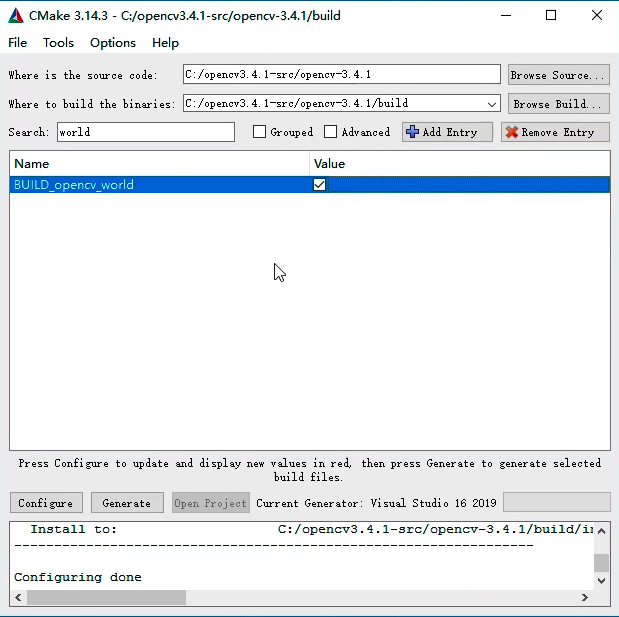 CMake 3.14.3 - C:/opencv3.4.1-src/opencv-3.4.1/build
File Tools Options Help
Where is the source code: C:/opencv3.4.1-src/opencv-3.4.1 Browse Source...
Where to build the binaries: C:/opencv3.4.1-src/opencv-3.4.1/build Browse Build...
Search: world Grouped Advanced Add Entry Remove Entry
Name Value
BUILD_opencv_world
Press Configure to update and display new values in red, then press Generate to generate selected
build files.
Configure Generate Open Project Current Generator: Visual Studio 16 2019
Install to: C:/opencv3.4.1-src/opencv-3.4.1/build/in
--------------------------------------------------------------------
Configuring done